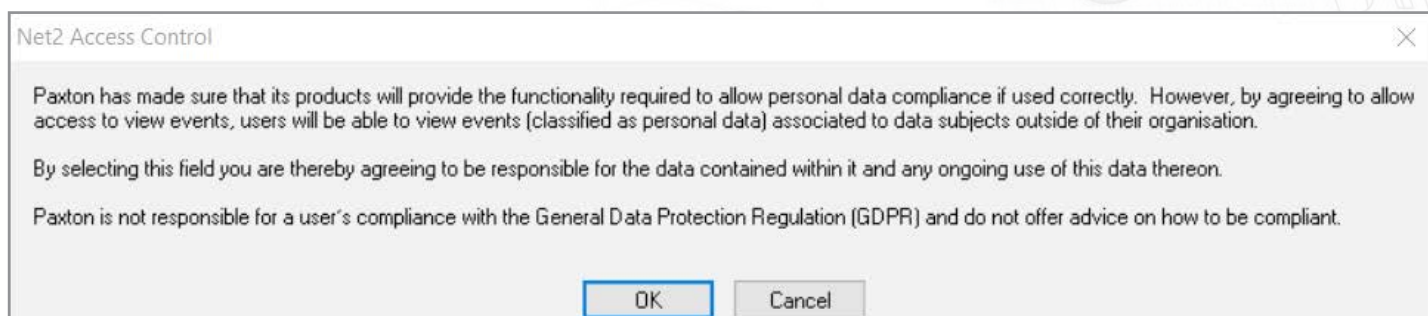 Net2 Access Control
Paxton has made sure that its products will provide the functionality required to allow personal data compliance if used correctly.  However, by agreeing to allow
access to view events, users will be able to view events (classified as personal data) associated to data subjects outside of their organisation.
By selecting this field you are thereby agreeing to be responsible for the data contained within it and any ongoing use of this data thereon.
Paxton is not responsible for a user´s compliance with the General Data Protection Regulation (GDPR) and do not offer advice on how to be compliant.
OK Cancel